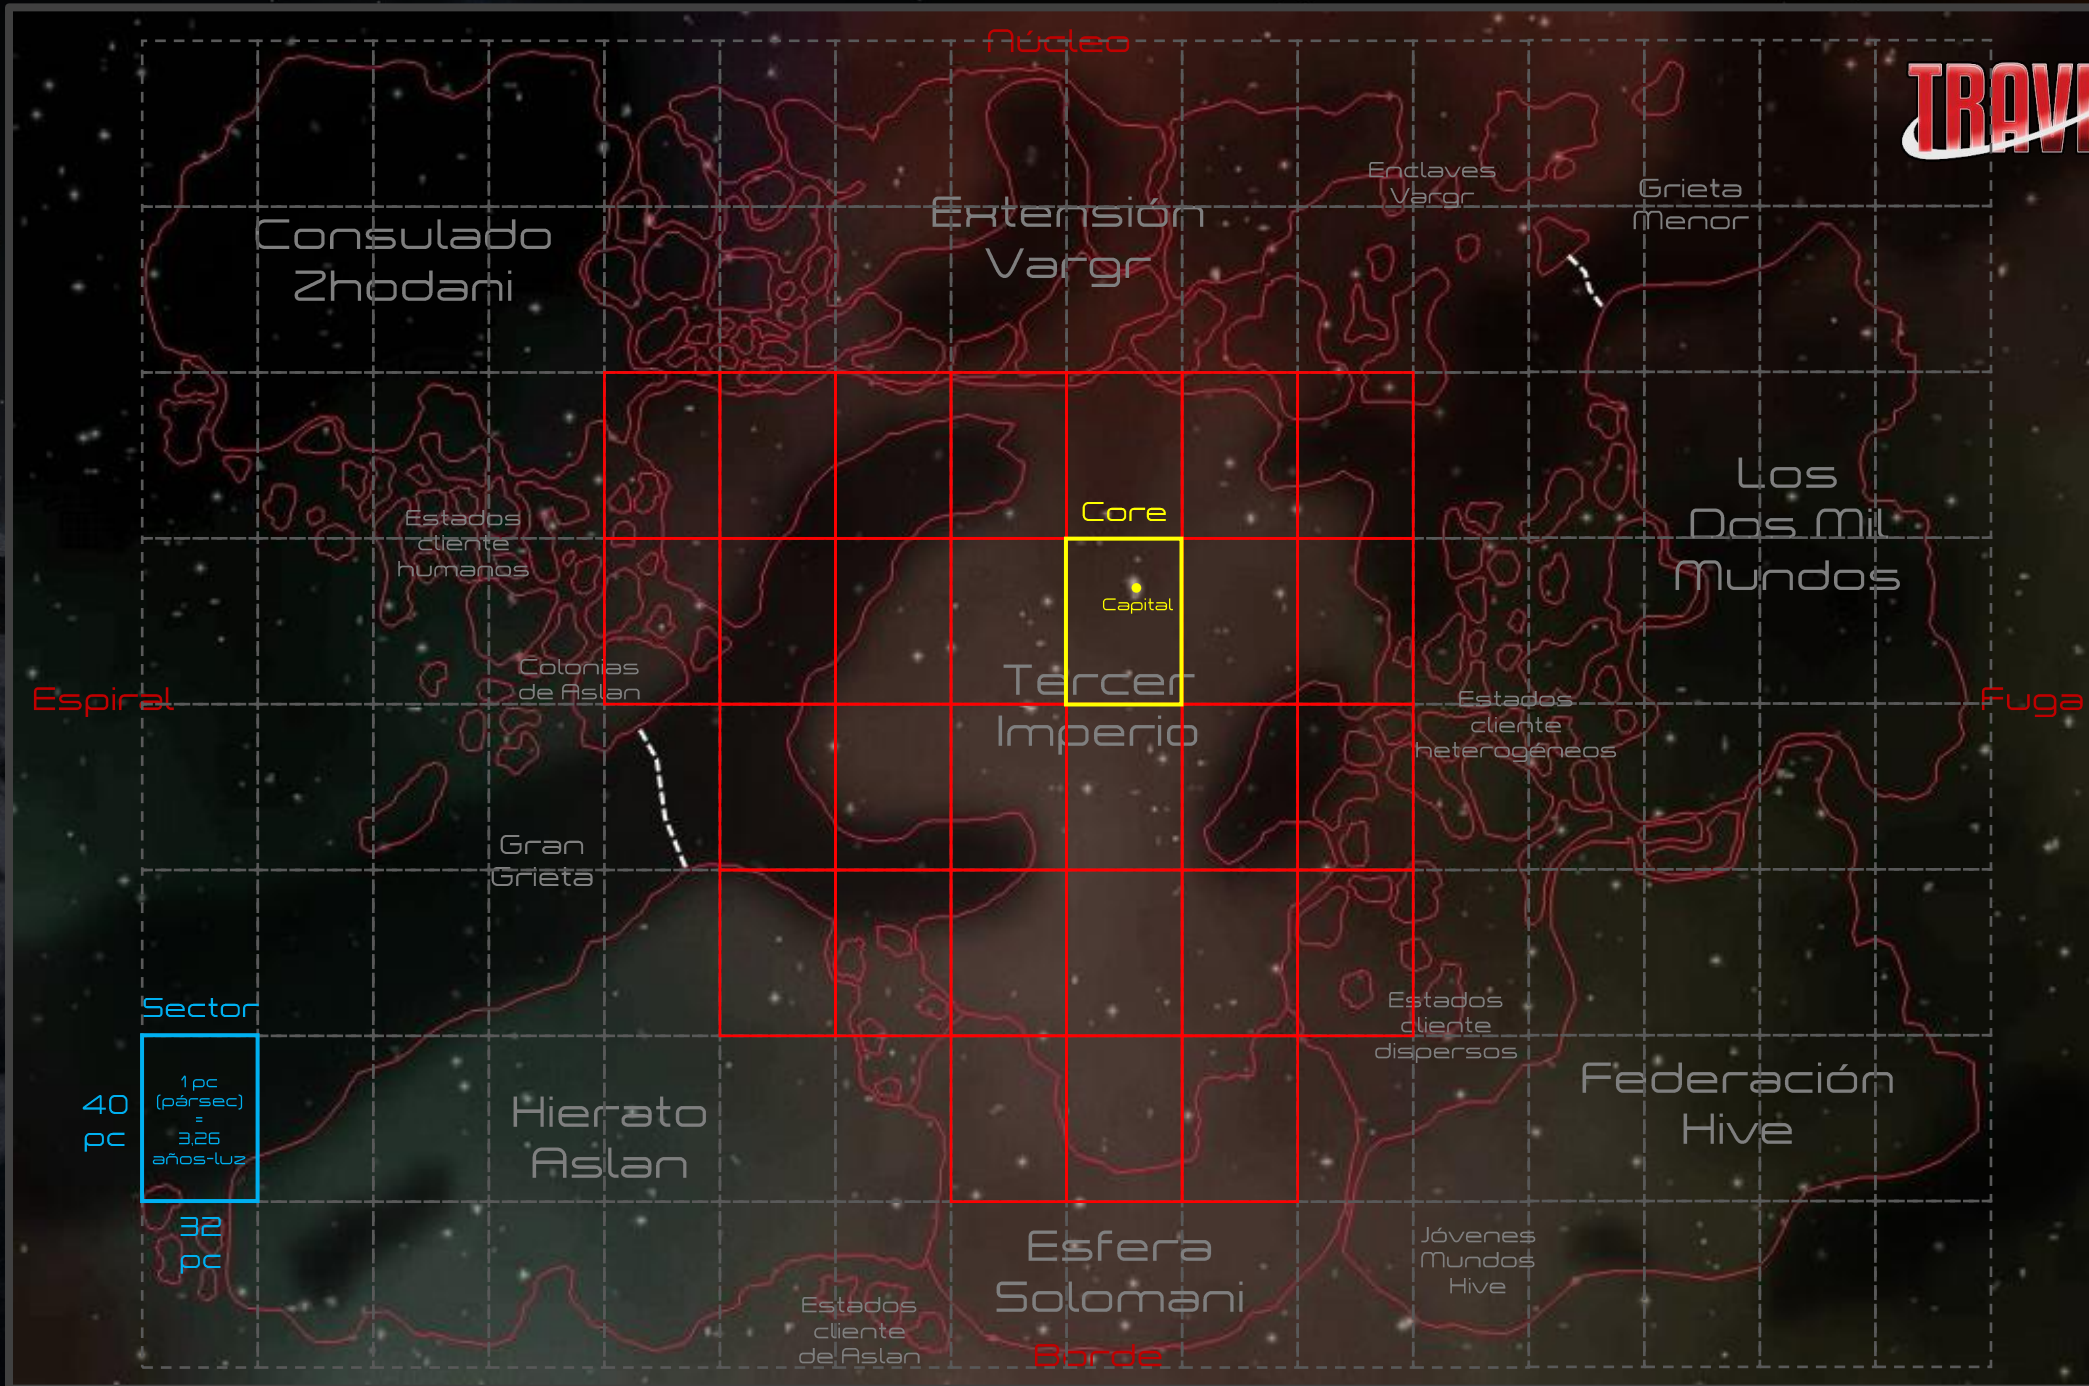 Núcleo
TRAV
Enclaves
Vargr
Grieta
Menor
Consulado
Zhodani
Extensión
Vargr
Los
Dos Mil
Mundos
Core
Capital
Estados
cliente
humanos
Colonias
de Aslan
Tercer
Imperio
Espiral
Fuga
Estados
cliente
heterogéneos
Gran
Grieta
Sector
40
pc
1 pc
(pársec)
=
3,26
años-luz
32
pc
Estados
cliente
dispersos
Hierato
Aslan
Federación
Hive
Esfera
Solomani
Jóvenes
Mundos
Hive
Estados
cliente
de Aslan
Borde